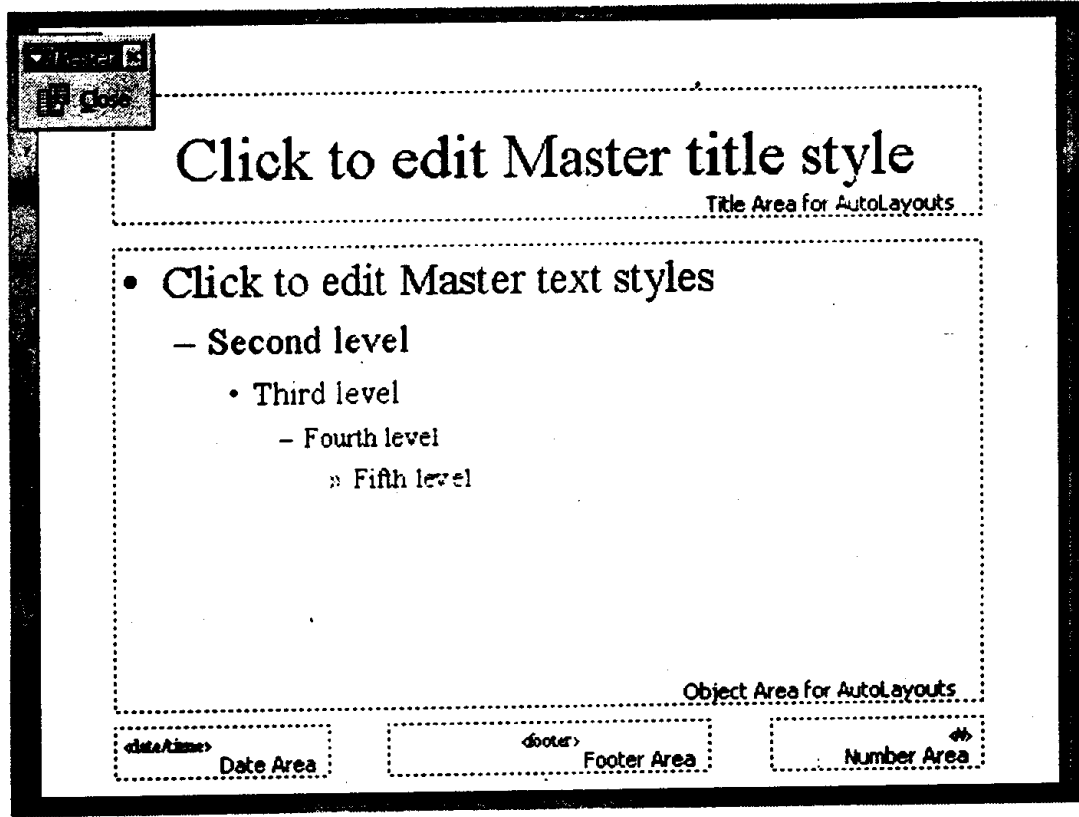 Master
Close
Click to edit Master title style
Title Area for AutoLayouts
• Click to edit Master text styles
– Second level
• Third level
– Fourth level
» Fifth level
Object Area for AutoLayouts
<date/time>
Date Area
<footer>
Footer Area
<#>
Number Area